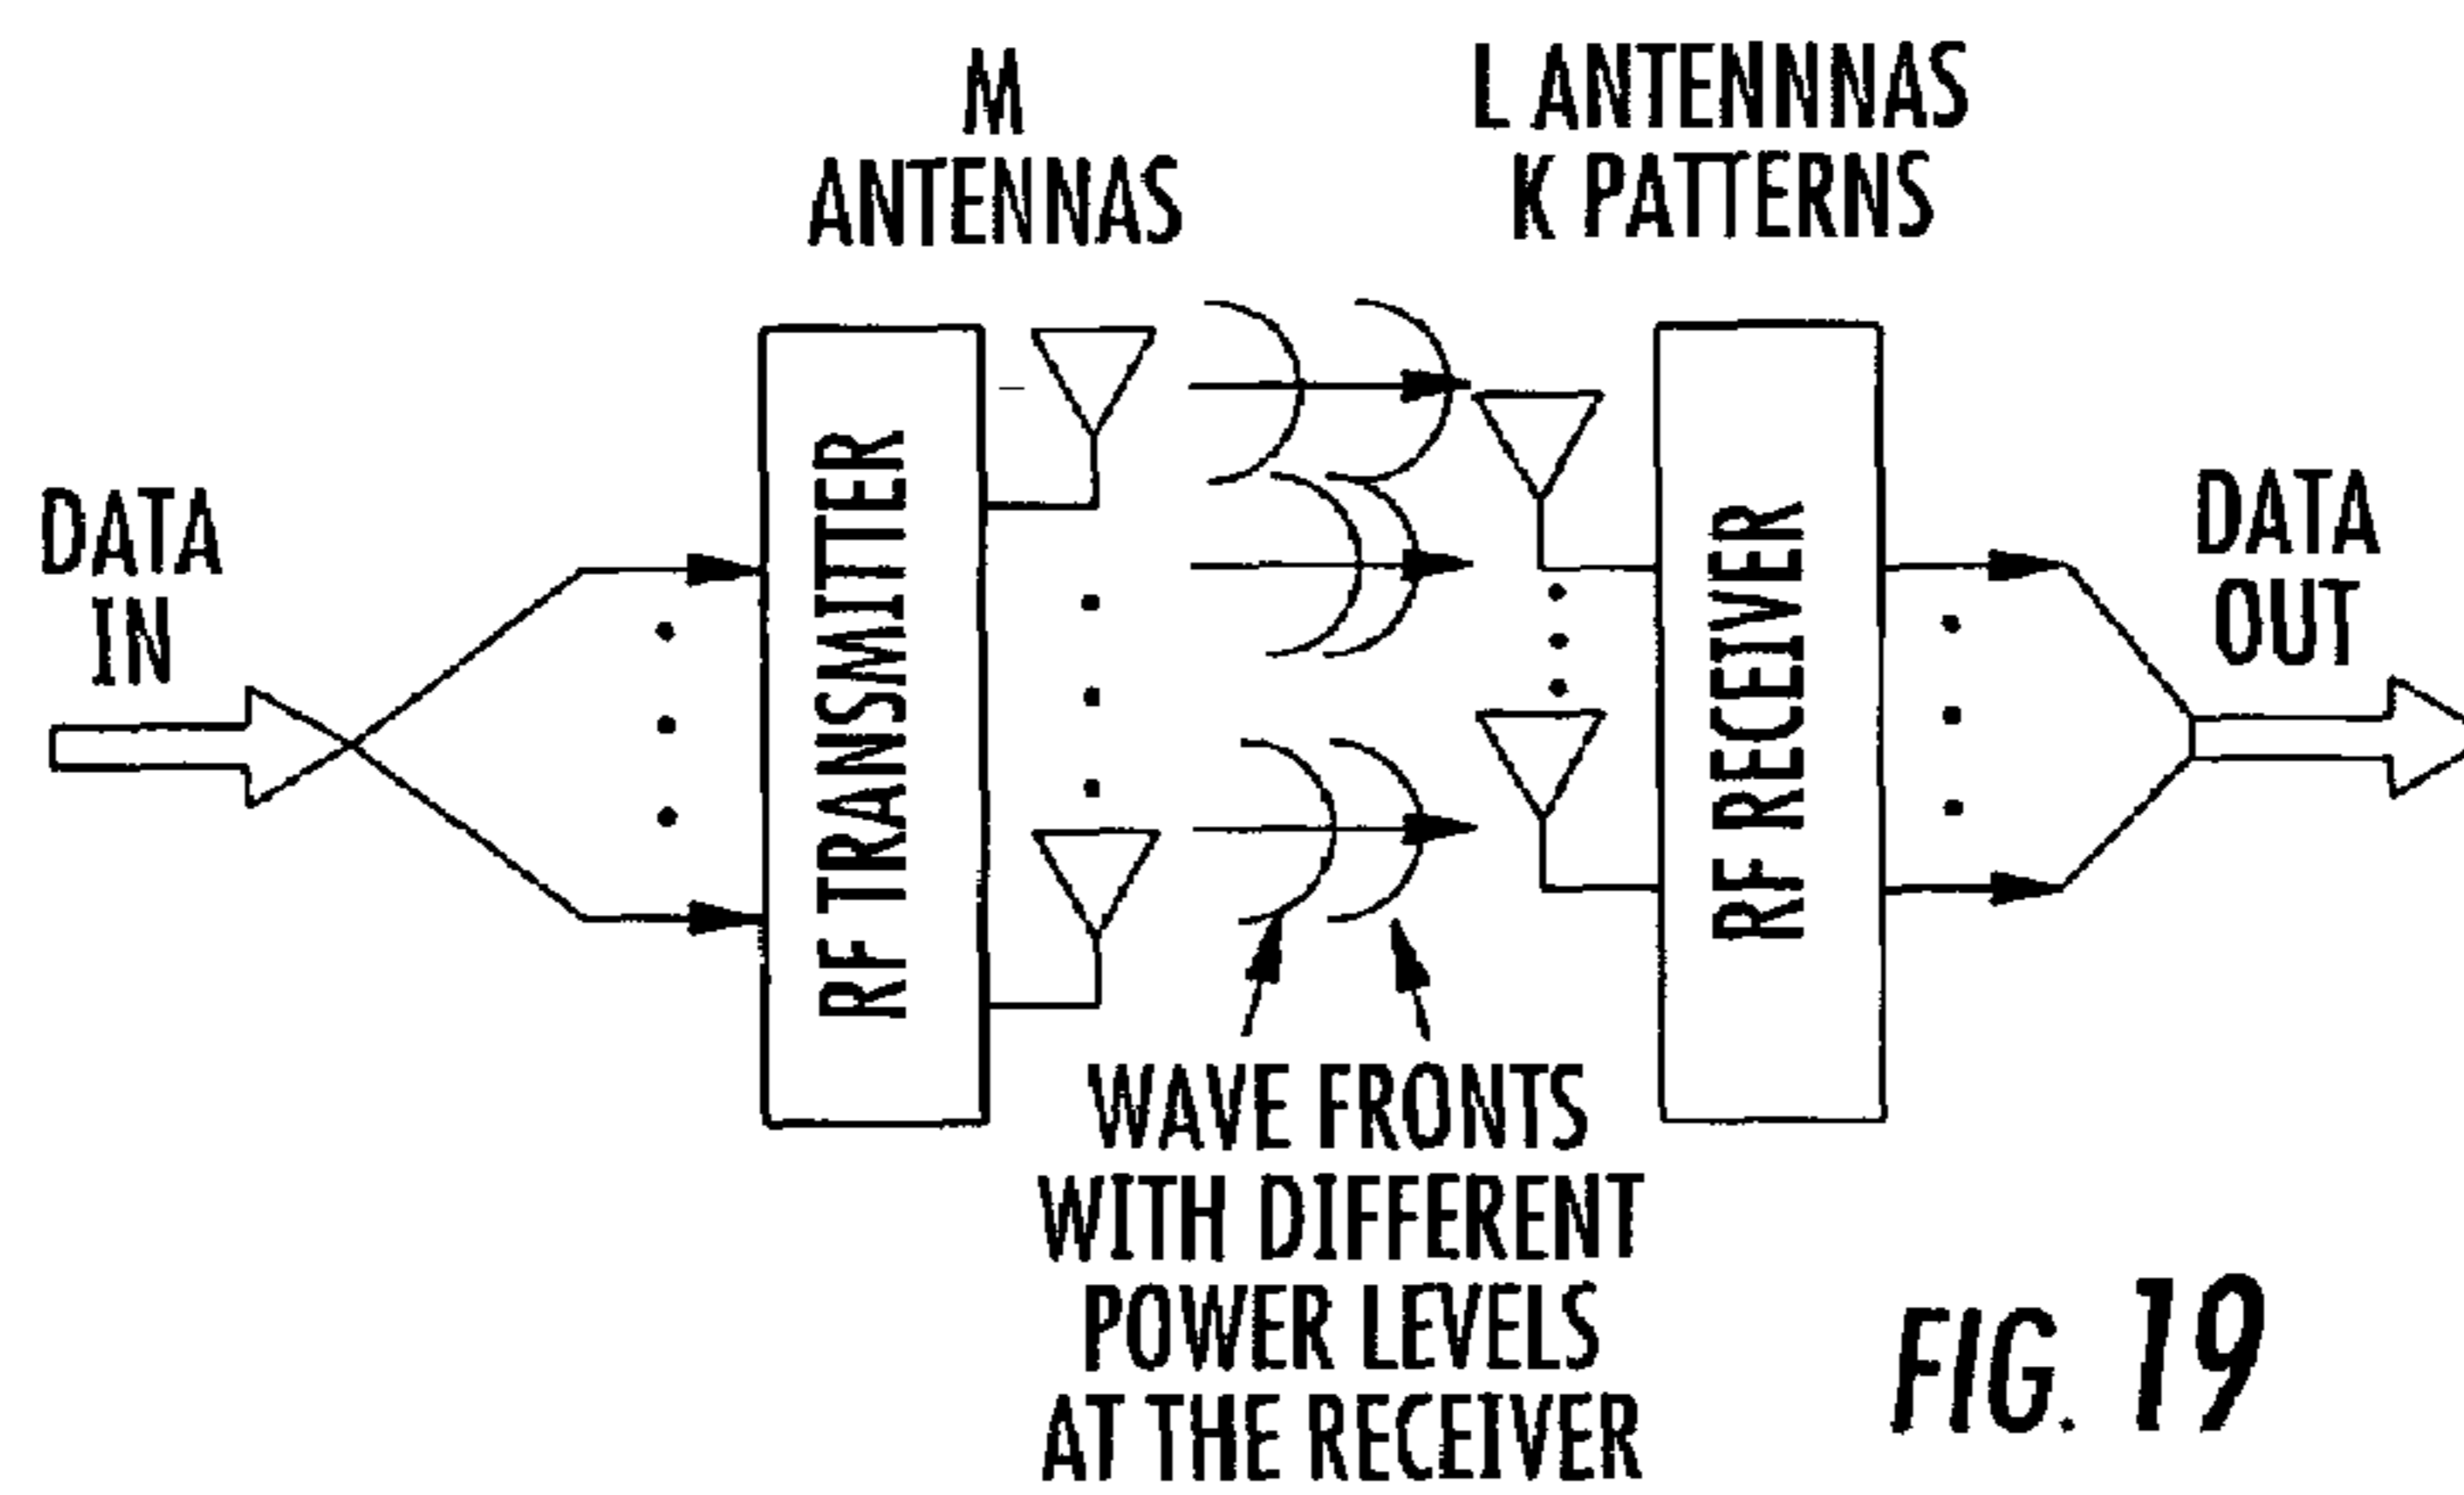 M
ANTENNAS
L ANTENNNAS
K PATTERNS
DATA
IN
RF TRANSMITTER
RF RECEIVER
DATA
OUT
WAVE FRONTS
WITH DIFFERENT
POWER LEVELS
AT THE RECEIVER
FIG. 19